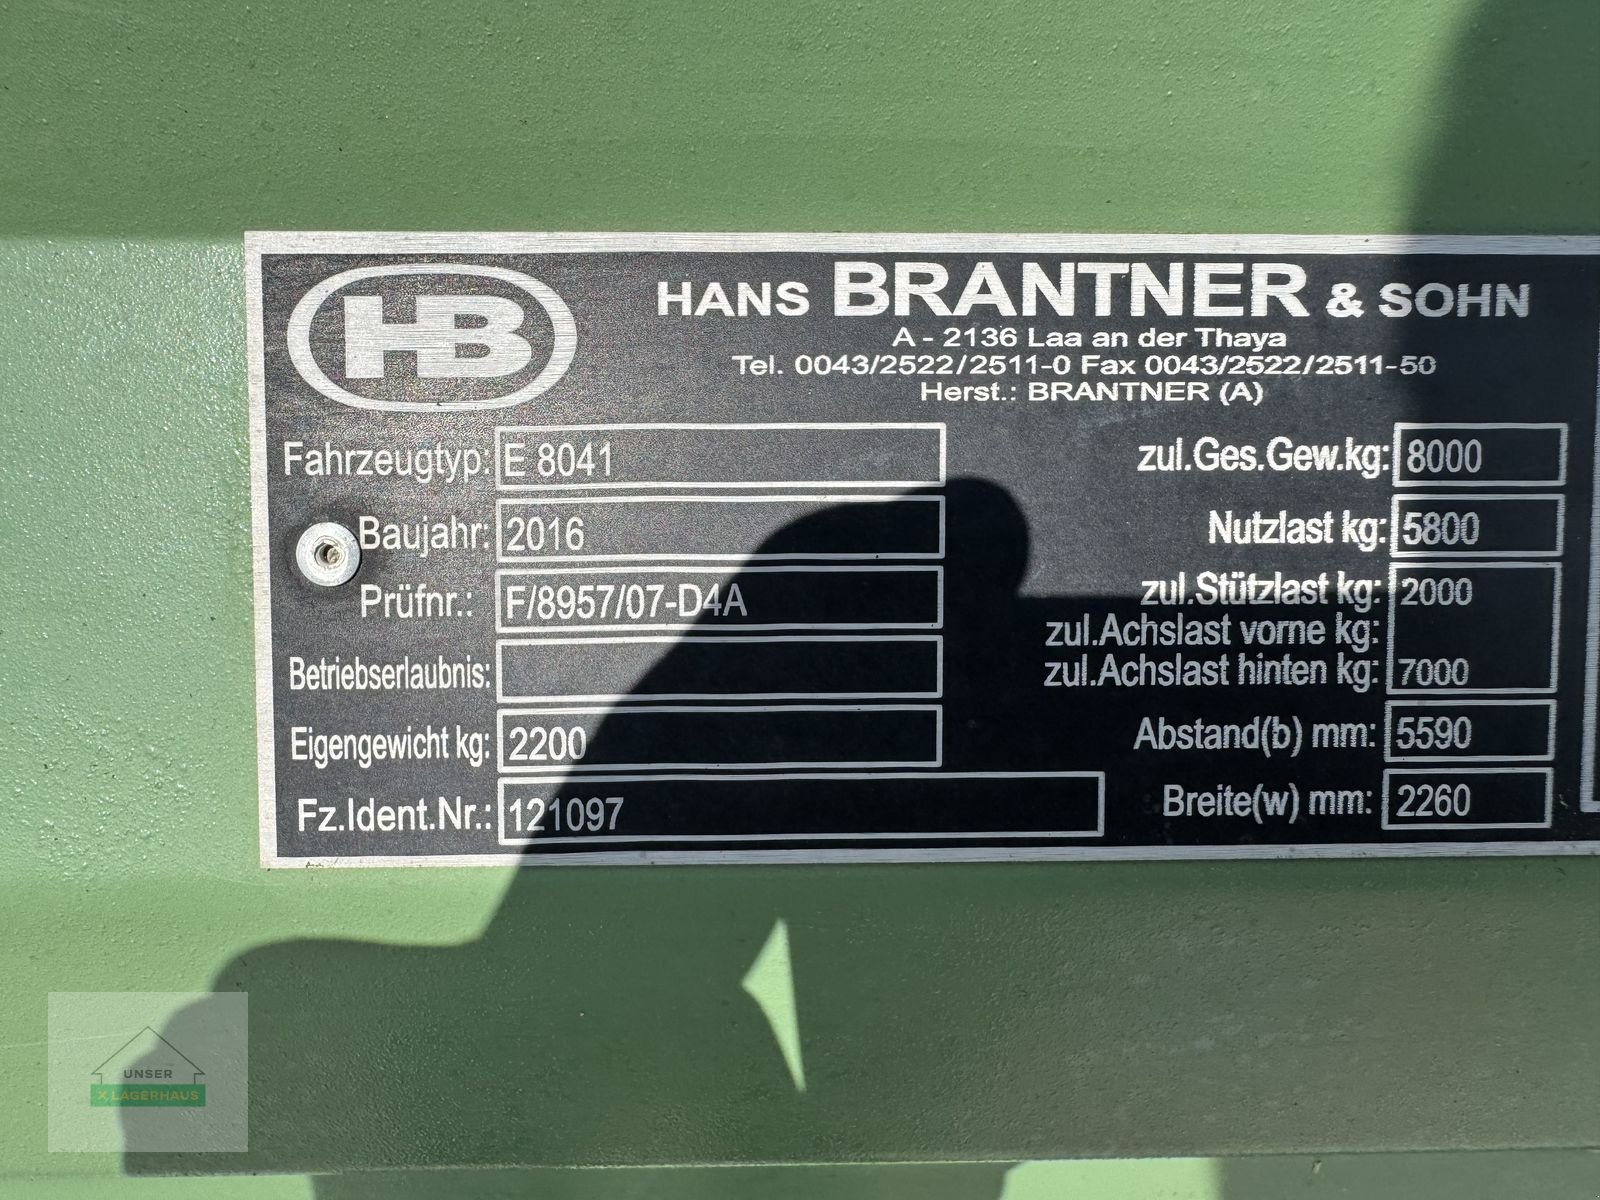 HB
HANS BRANTNER & SOHN
A - 2136 Laa an der Thaya
Tel. 0043/2522/2511-0 Fax 0043/2522/2511-50
Herst.: BRANTNER (A)
Fahrzeugtyp: E 8041
Baujahr: 2016
Prüfnr.: F/8957/07-D4A
Betriebserlaubnis:
Eigengewicht kg: 2200
Fz.Ident.Nr.: 121097
zul.Ges.Gew.kg: 8000
Nutzlast kg: 5800
zul.Stützlast kg: 2000
zul.Achslast vorne kg:
zul.Achslast hinten kg: 7000
Abstand(b) mm: 5590
Breite(w) mm: 2260
UNSER
X LAGERHAUS